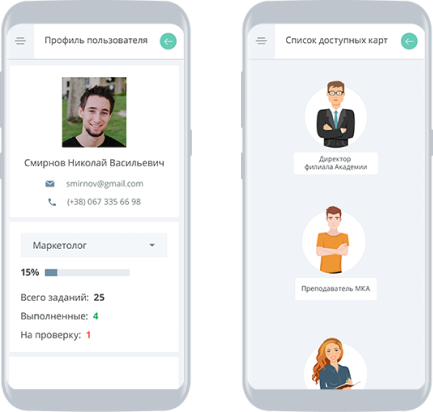 Профиль пользователя
Смирнов Николай Васильевич
smirnov@gmail.com
(+38) 067 335 66 98
Маркетолог
15%
Всего заданий: 25
Выполненные: 4
На проверку: 1
Список доступных карт
Директор
филиала Академии
Преподаватель МКА